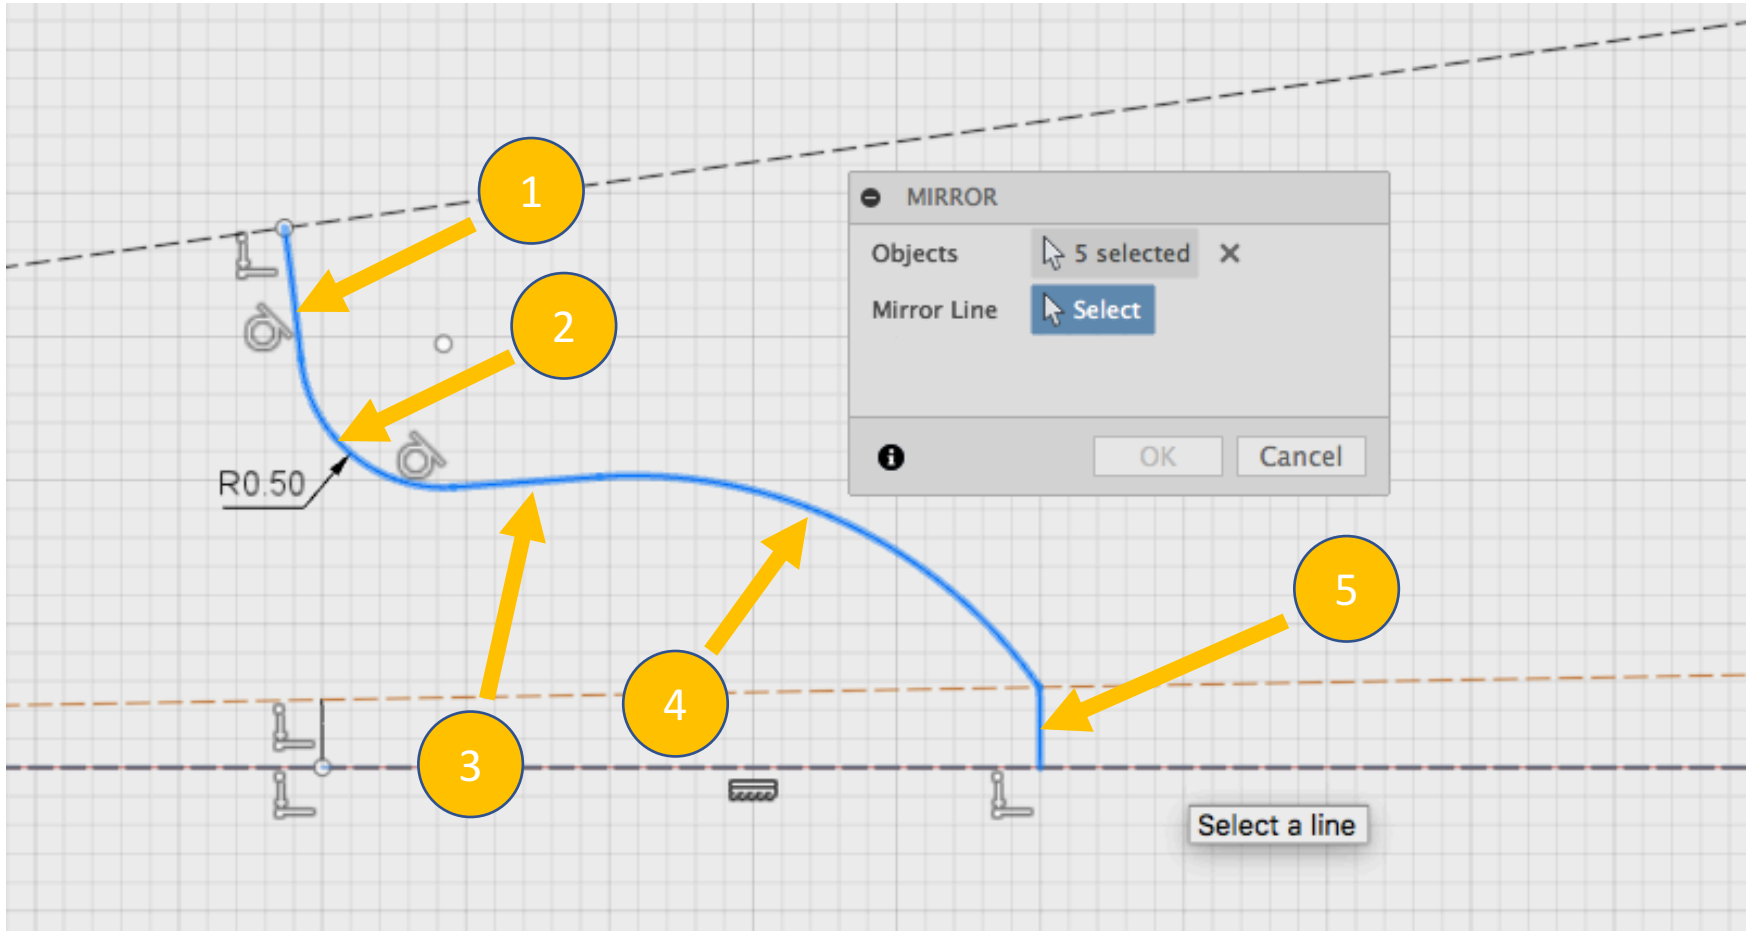 1
MIRROR
Objects 5 selected
2
Mirror Line Select
OK Cancel
R0.50
5
4
3
Select a line